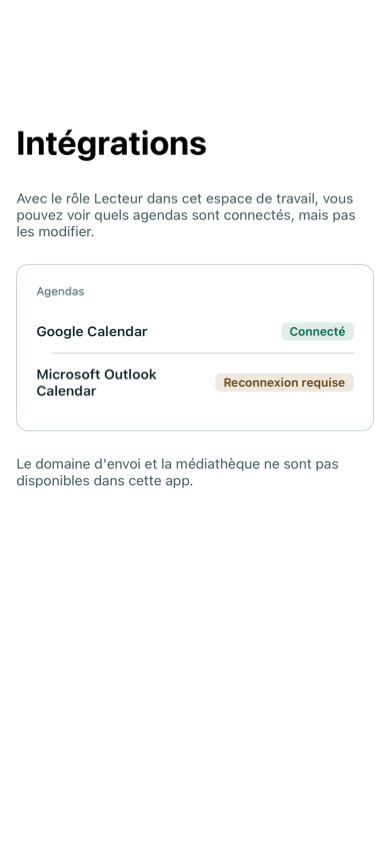 Intégrations
Avec le rôle Lecteur dans cet espace de travail, vous
pouvez voir quels agendas sont connectés, mais pas
les modifier.
Agendas
Google Calendar
Connecté
Microsoft Outlook
Calendar
Reconnexion requise
Le domaine d'envoi et la médiathèque ne sont pas
disponibles dans cette app.